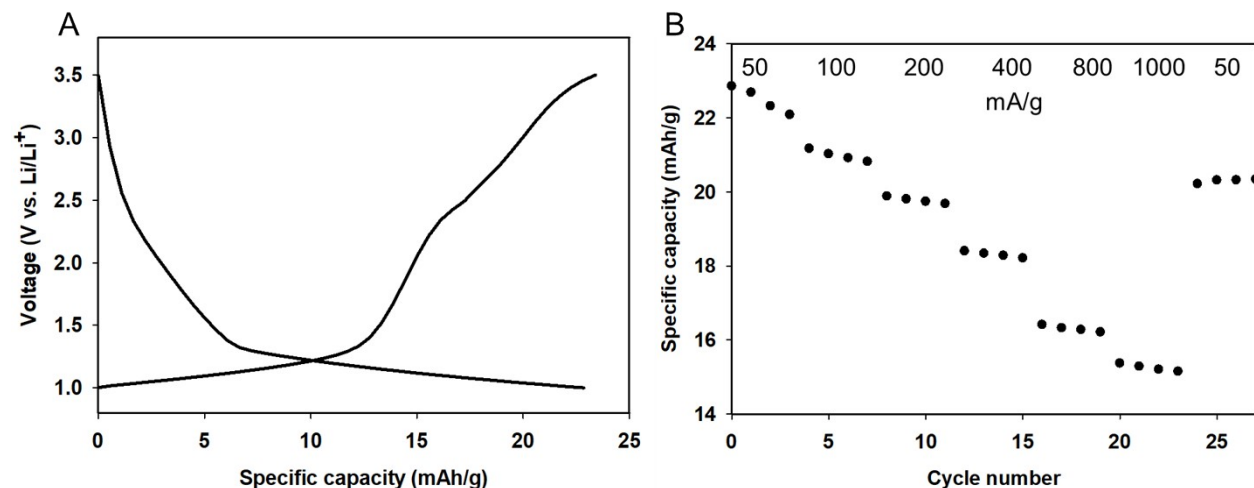 A
Voltage (V vs. Li/Li+)
3.5
3.0
2.5
2.0
1.5
1.0
0 5 10 15 20 25
Specific capacity (mAh/g)
B
Specific capacity (mAh/g)
24
22
20
18
16
14
50 100 200 400 800 1000 50
mA/g
0 5 10 15 20 25
Cycle number